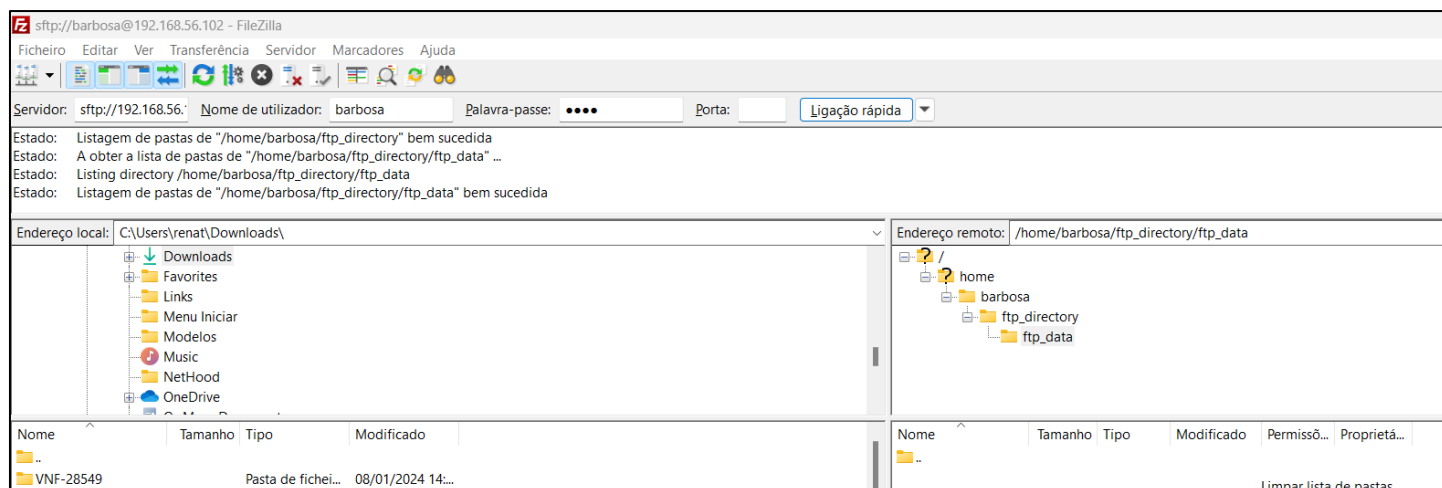 sftp://barbosa@192.168.56.102 - FileZilla
Ficheiro Editar Ver Transferência Servidor Marcadores Ajuda
Servidor: sftp://192.168.56. Nome de utilizador: barbosa Palavra-passe: •••• Porta: Ligação rápida
Estado: Listagem de pastas de "/home/barbosa/ftp_directory" bem sucedida
Estado: A obter a lista de pastas de "/home/barbosa/ftp_directory/ftp_data" ...
Estado: Listing directory /home/barbosa/ftp_directory/ftp_data
Estado: Listagem de pastas de "/home/barbosa/ftp_directory/ftp_data" bem sucedida
Endereço local: C:\Users\renat\Downloads\
Downloads
Favorites
Links
Menu Iniciar
Modelos
Music
NetHood
OneDrive
Nome Tamanho Tipo Modificado
..
VNF-28549 Pasta de fichei... 08/01/2024 14:...
Endereço remoto: /home/barbosa/ftp_directory/ftp_data
/
home
barbosa
ftp_directory
ftp_data
Nome Tamanho Tipo Modificado Permissõ... Proprietá...
..
Limpar lista de pastas